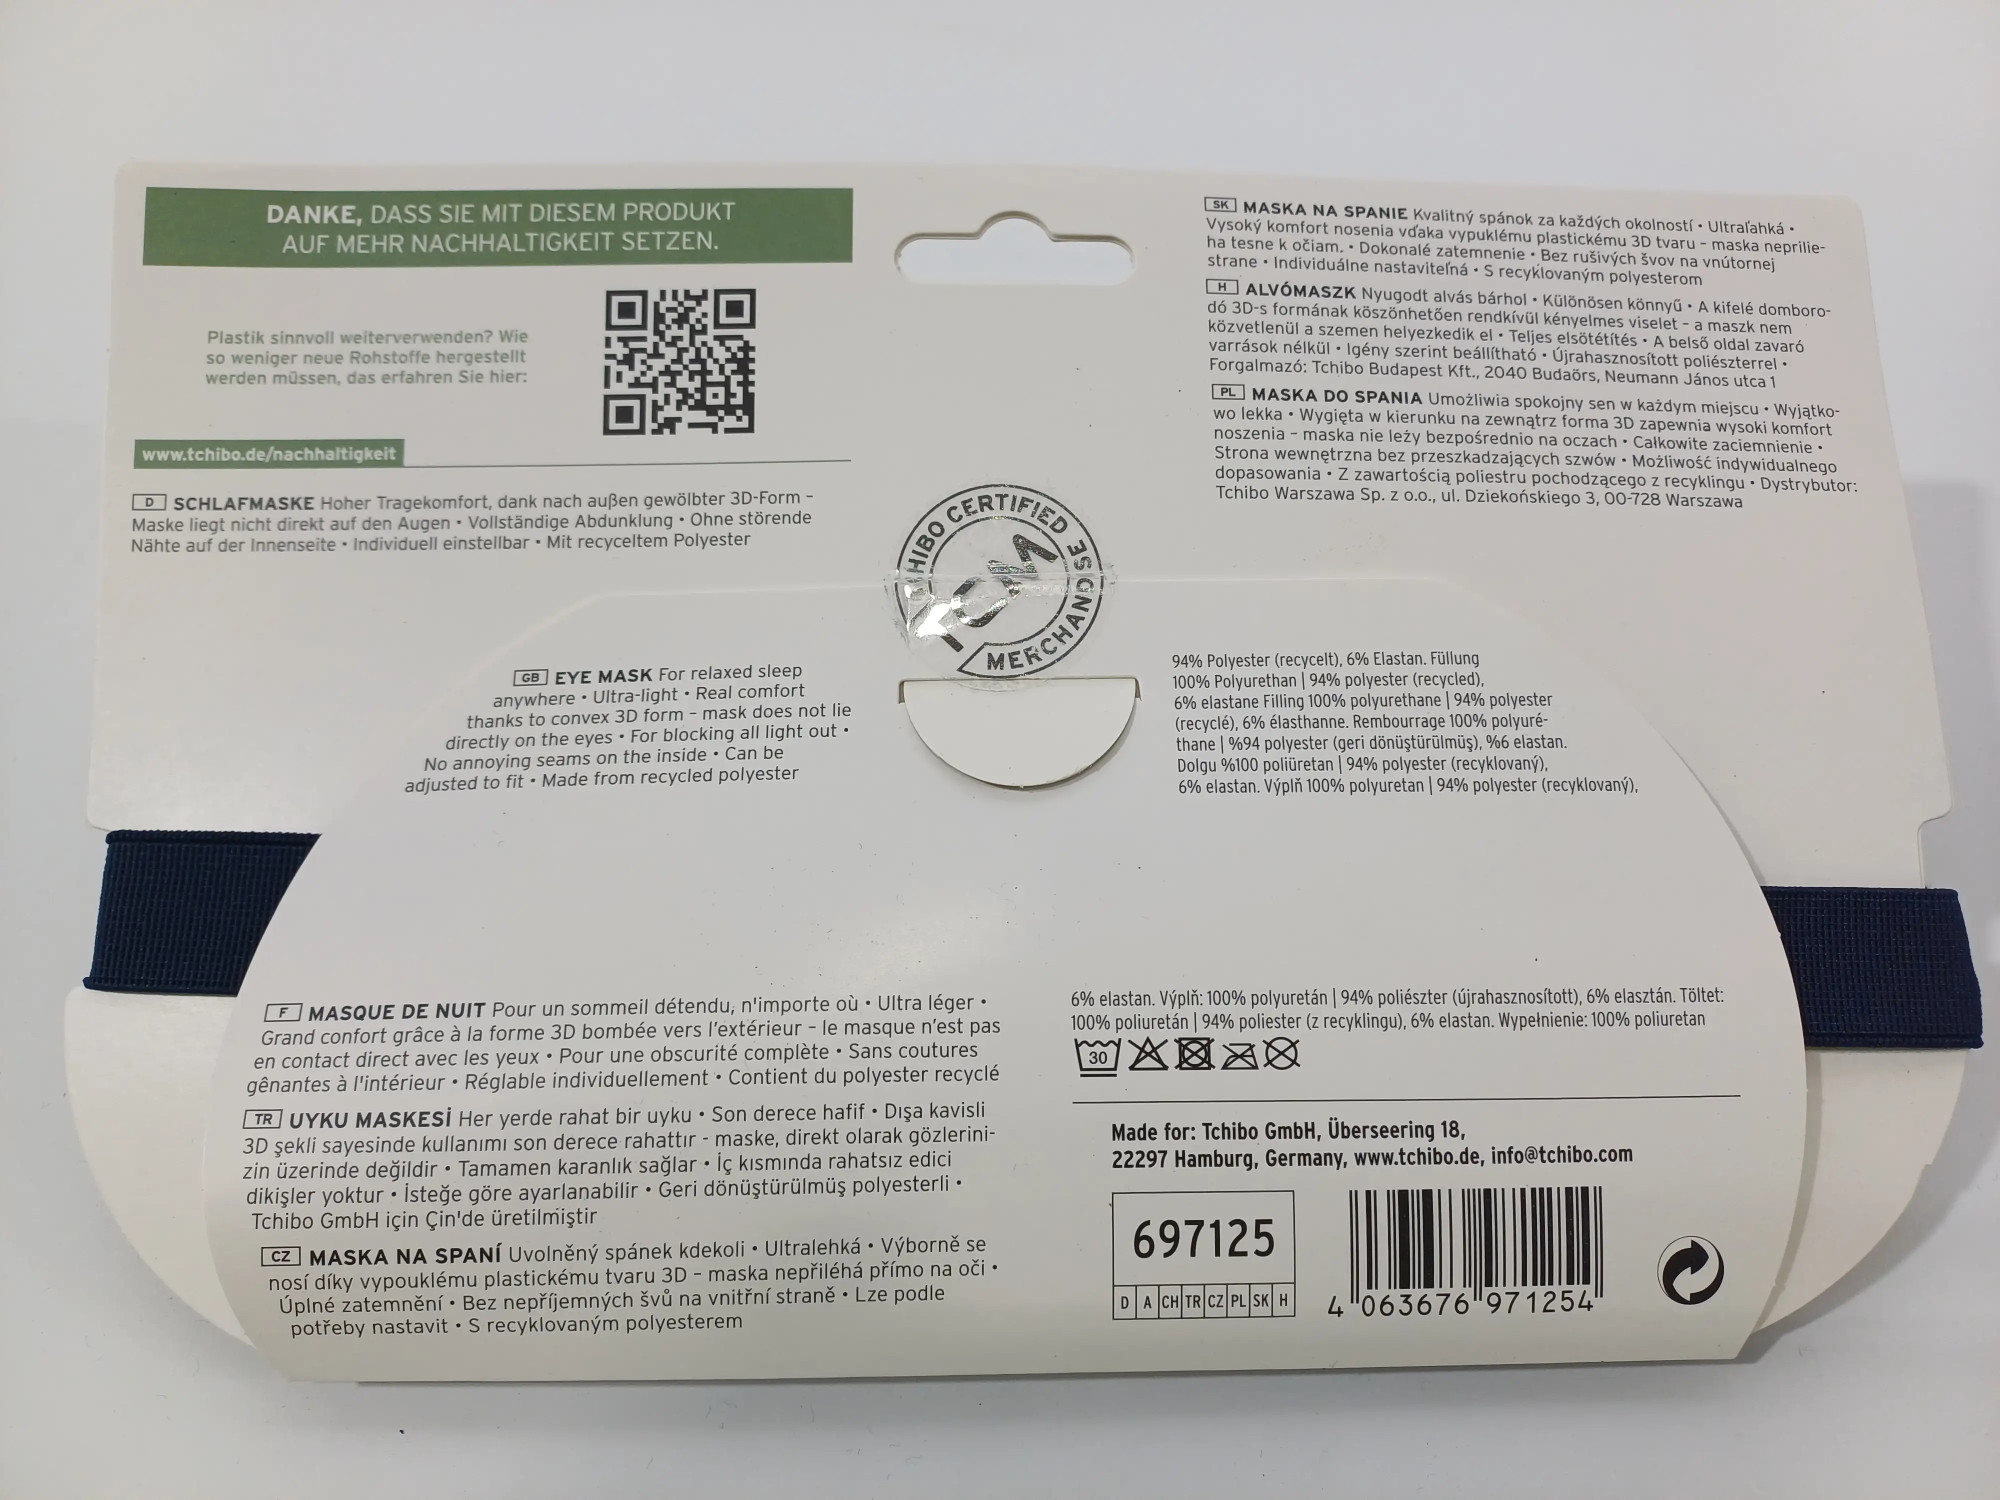 DANKE, DASS SIE MIT DIESEM PRODUKT
AUF MEHR NACHHALTIGKEIT SETZEN.
Plastik sinnvoll weiterverwenden? Wie
so weniger neue Rohstoffe hergestellt
werden müssen, das erfahren Sie hier:
www.tchibo.de/nachhaltigkeit
D SCHLAFMASKE Hoher Tragekomfort, dank nach außen gewölbter 3D-Form –
Maske liegt nicht direkt auf den Augen • Vollständige Abdunklung • Ohne störende
Nähte auf der Innenseite • Individuell einstellbar • Mit recyceltem Polyester
SK MASKA NA SPANIE Kvalitný spánok za každých okolností • Ultraľahká •
Vysoký komfort nosenia vďaka vypuklému plastickému 3D tvaru – maska neprilie-
ha tesne k očiam. • Dokonalé zatemnenie • Bez rušivých švov na vnútornej
strane • Individuálne nastaviteľná • S recyklovaným polyesterom
H ALVÓMASZK Nyugodt alvás bárhol • Különösen könnyű • A kifelé domboro-
dó 3D-s formának köszönhetően rendkívül kényelmes viselet – a maszk nem
közvetlenül a szemen helyezkedik el • Teljes elsötétítés • A belső oldal zavaró
varrások nélkül • Igény szerint beállítható • Újrahasznosított poliészterrel •
Forgalmazó: Tchibo Budapest Kft., 2040 Budaörs, Neumann János utca 1
PL MASKA DO SPANIA Umożliwia spokojny sen w każdym miejscu • Wyjątko-
wo lekka • Wygięta w kierunku na zewnątrz forma 3D zapewnia wysoki komfort
noszenia – maska nie leży bezpośrednio na oczach • Całkowite zaciemnienie •
Strona wewnętrzna bez przeszkadzających szwów • Możliwość indywidualnego
dopasowania • Z zawartością poliestru pochodzącego z recyklingu • Dystrybutor:
Tchibo Warszawa Sp. z o.o., ul. Dziekońskiego 3, 00-728 Warszawa
TCHIBO CERTIFIED
TCM
MERCHANDISE
GB EYE MASK For relaxed sleep
anywhere • Ultra-light • Real comfort
thanks to convex 3D form – mask does not lie
directly on the eyes • For blocking all light out •
No annoying seams on the inside • Can be
adjusted to fit • Made from recycled polyester
94% Polyester (recycelt), 6% Elastan. Füllung
100% Polyurethan | 94% polyester (recycled),
6% elastane Filling 100% polyurethane | 94% polyester
(recyclé), 6% élasthanne. Rembourrage 100% polyuré-
thane | %94 polyester (geri dönüştürülmüş), %6 elastan.
Dolgu %100 poliüretan | 94% polyester (recyklovaný),
6% elastan. Výplň 100% polyuretan | 94% polyester (recyklovaný),
F MASQUE DE NUIT Pour un sommeil détendu, n'importe où • Ultra léger •
Grand confort grâce à la forme 3D bombée vers l'extérieur – le masque n'est pas
en contact direct avec les yeux • Pour une obscurité complète • Sans coutures
gênantes à l'intérieur • Réglable individuellement • Contient du polyester recyclé
TR UYKU MASKESİ Her yerde rahat bir uyku • Son derece hafif • Dışa kavisli
3D şekli sayesinde kullanımı son derece rahattır - maske, direkt olarak gözlerini-
zin üzerinde değildir • Tamamen karanlık sağlar • İç kısmında rahatsız edici
dikişler yoktur • İsteğe göre ayarlanabilir • Geri dönüştürülmüş polyesterli •
Tchibo GmbH için Çin'de üretilmiştir
CZ MASKA NA SPANÍ Uvolněný spánek kdekoli • Ultralehká • Výborně se
nosí díky vypouklému plastickému tvaru 3D – maska nepřiléhá přímo na oči •
Úplné zatemnění • Bez nepříjemných švů na vnitřní straně • Lze podle
potřeby nastavit • S recyklovaným polyesterem
6% elastan. Výplň: 100% polyuretán | 94% poliészter (újrahasznosított), 6% elasztán. Töltet:
100% poliuretán | 94% poliester (z recyklingu), 6% elastan. Wypełnienie: 100% poliuretan
30
Made for: Tchibo GmbH, Überseering 18,
22297 Hamburg, Germany, www.tchibo.de, info@tchibo.com
697125
D A CH TR CZ PL SK H
4 063676 971254